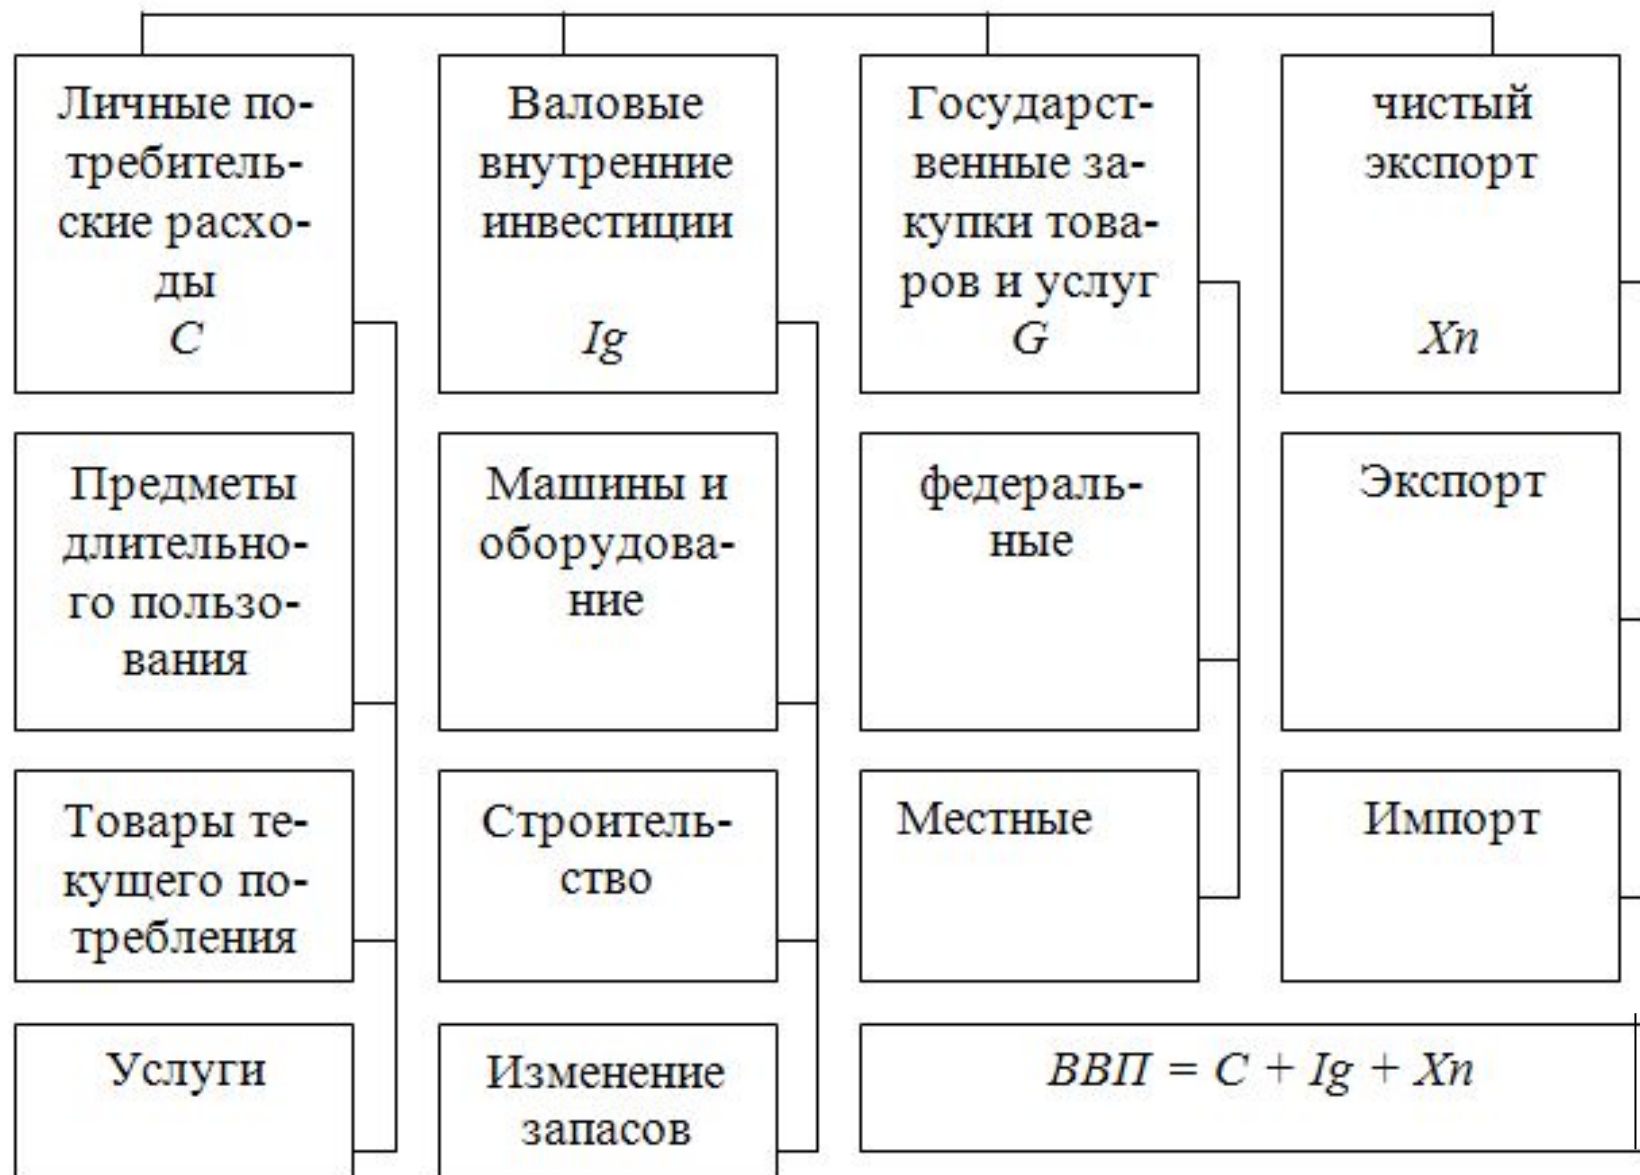 Личные по-
требитель-
ские расхо-
ды
C
Валовые
внутренние
инвестиции
Ig
Государст-
венные за-
купки това-
ров и услуг
G
чистый
экспорт
Xn
Предметы
длительно-
го пользо-
вания
Машины и
оборудова-
ние
федераль-
ные
Экспорт
Товары те-
кущего по-
требления
Строитель-
ство
Местные
Импорт
Услуги
Изменение
запасов
ВВП = C + Ig + Xn